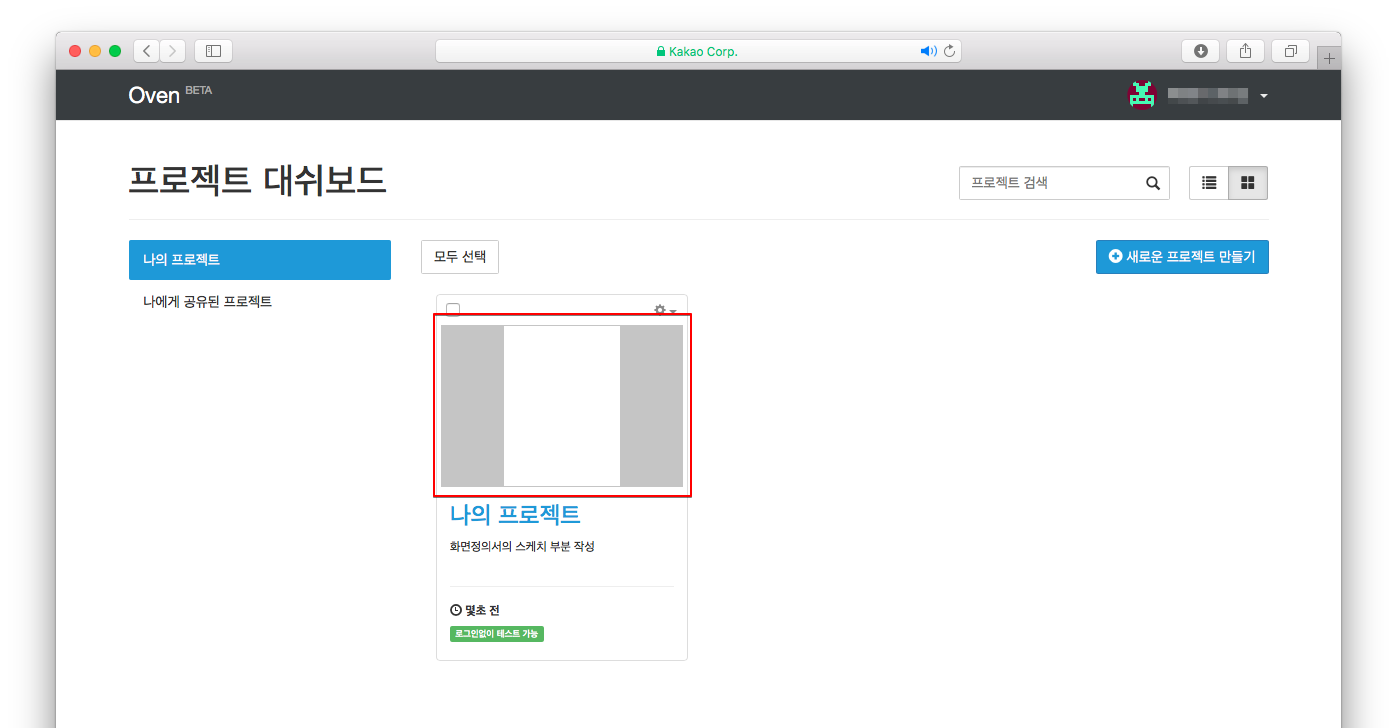 Kakao Corp.
Oven BETA
프로젝트 대쉬보드
프로젝트 검색
나의 프로젝트
나에게 공유된 프로젝트
모두 선택
새로운 프로젝트 만들기
나의 프로젝트
화면정의서의 스케치 부분 작성
몇초 전
로그인없이 테스트 가능